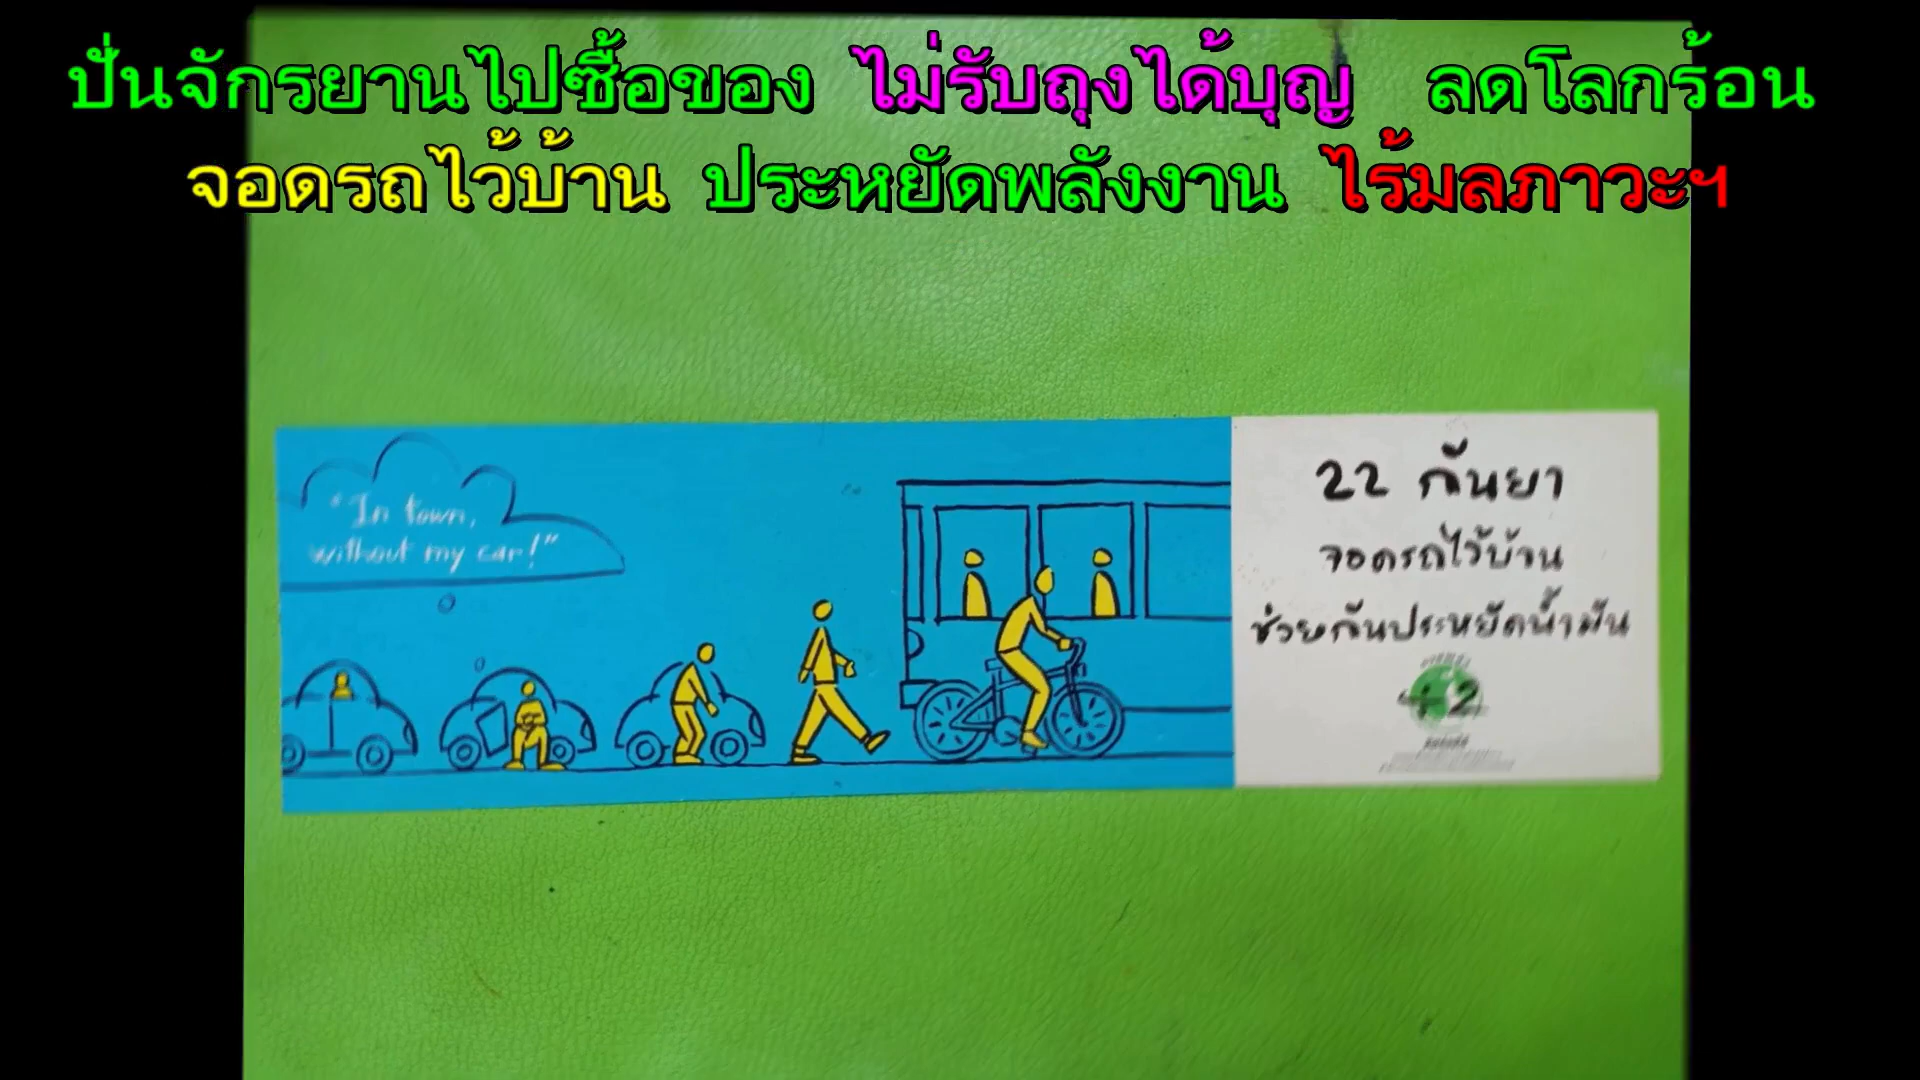 ปั่นจักรยานไปซื้อของ ไม่รับถุงได้บุญ ลดโลกร้อน
จอดรถไว้บ้าน ประหยัดพลังงาน ไร้มลภาวะฯ
"In town,
without my car!"
22 กันยา
จอดรถไว้บ้าน
ช่วยกันประหยัดน้ำมัน